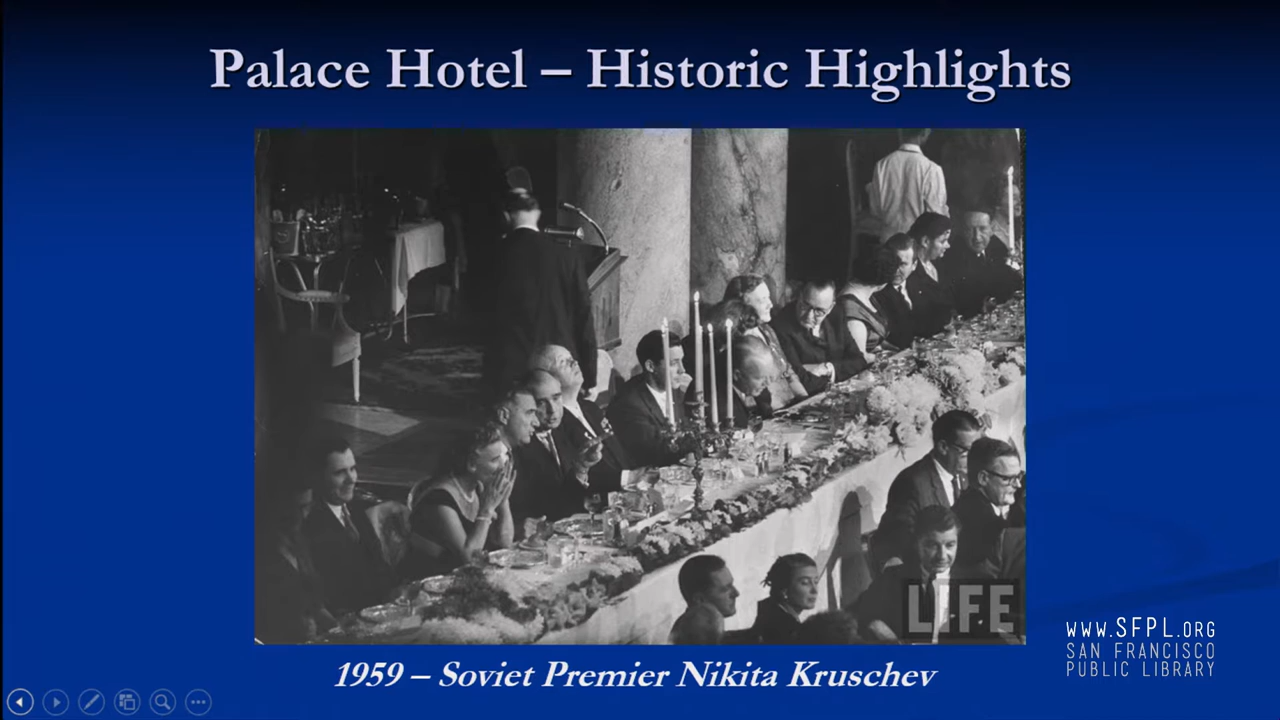 Palace Hotel – Historic Highlights
LIFE
1959 – Soviet Premier Nikita Kruschev
WWW.SFPL.ORG
SAN FRANCISCO
PUBLIC LIBRARY